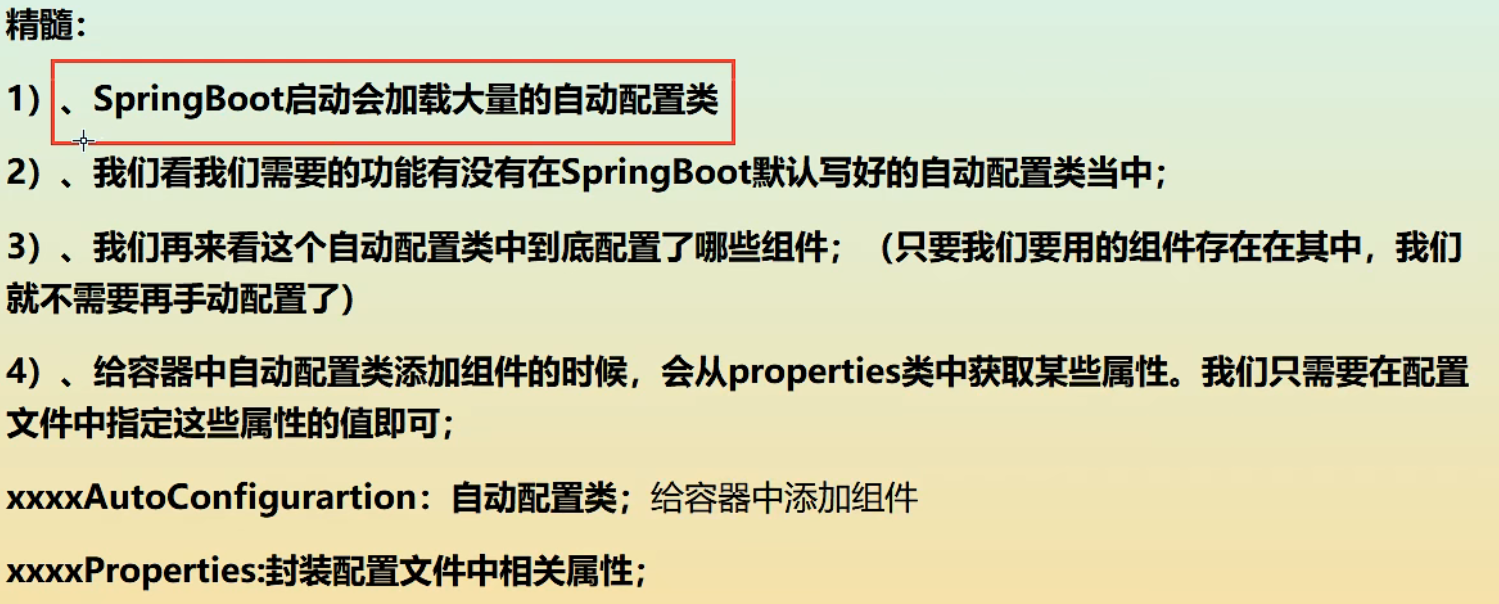 精髓：
1）、SpringBoot启动会加载大量的自动配置类
2）、我们看我们需要的功能有没有在SpringBoot默认写好的自动配置类当中；
3）、我们再来看这个自动配置类中到底配置了哪些组件；（只要我们要用的组件存在在其中，我们
就不需要再手动配置了）
4）、给容器中自动配置类添加组件的时候，会从properties类中获取某些属性。我们只需要在配置
文件中指定这些属性的值即可；
xxxxAutoConfigurartion：自动配置类；给容器中添加组件
xxxxProperties:封装配置文件中相关属性；